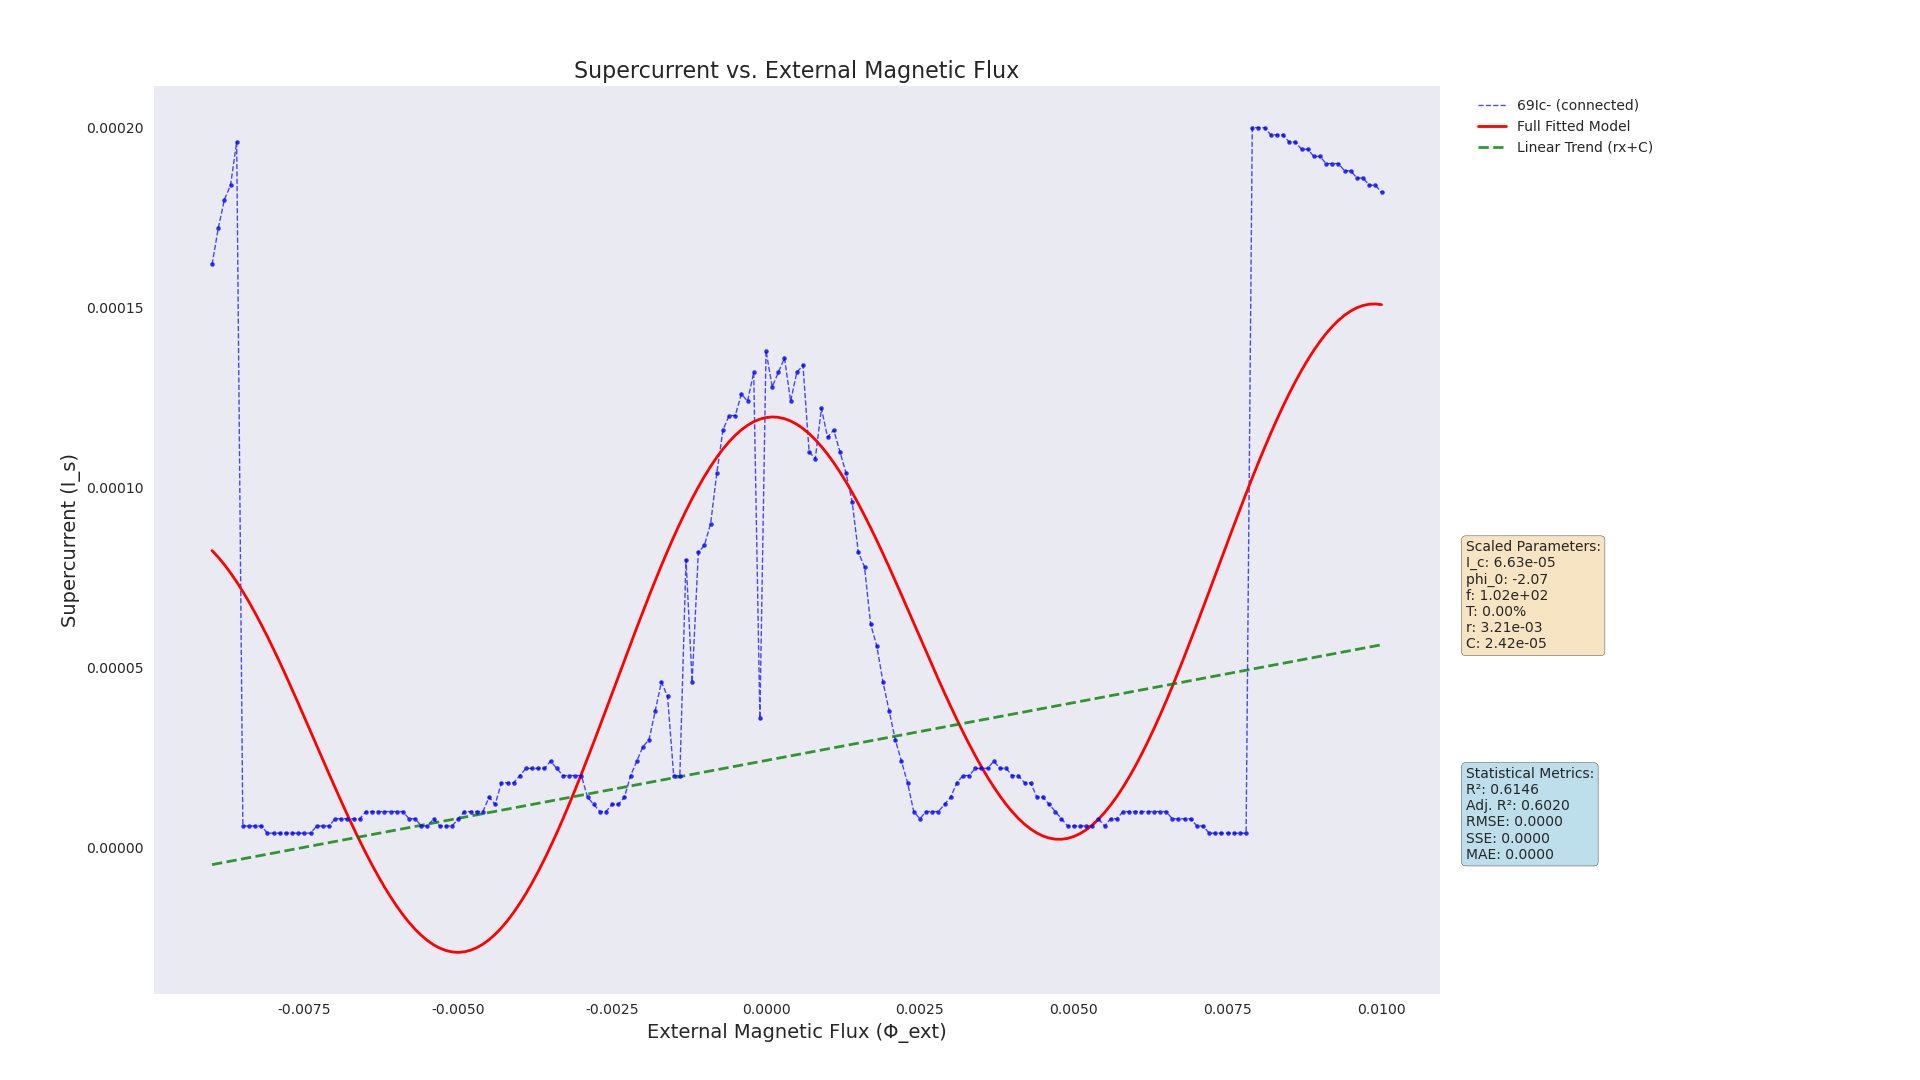 Supercurrent vs. External Magnetic Flux
0.00020
0.00015
0.00010
0.00005
0.00000
Supercurrent (I_s)
-0.0075
-0.0050
-0.0025
0.0000
0.0025
0.0050
0.0075
0.0100
External Magnetic Flux (Φ_ext)
69Ic- (connected)
Full Fitted Model
Linear Trend (rx+C)
Scaled Parameters:
I_c: 6.63e-05
phi_0: -2.07
f: 1.02e+02
T: 0.00%
r: 3.21e-03
C: 2.42e-05
Statistical Metrics:
R²: 0.6146
Adj. R²: 0.6020
RMSE: 0.0000
SSE: 0.0000
MAE: 0.0000